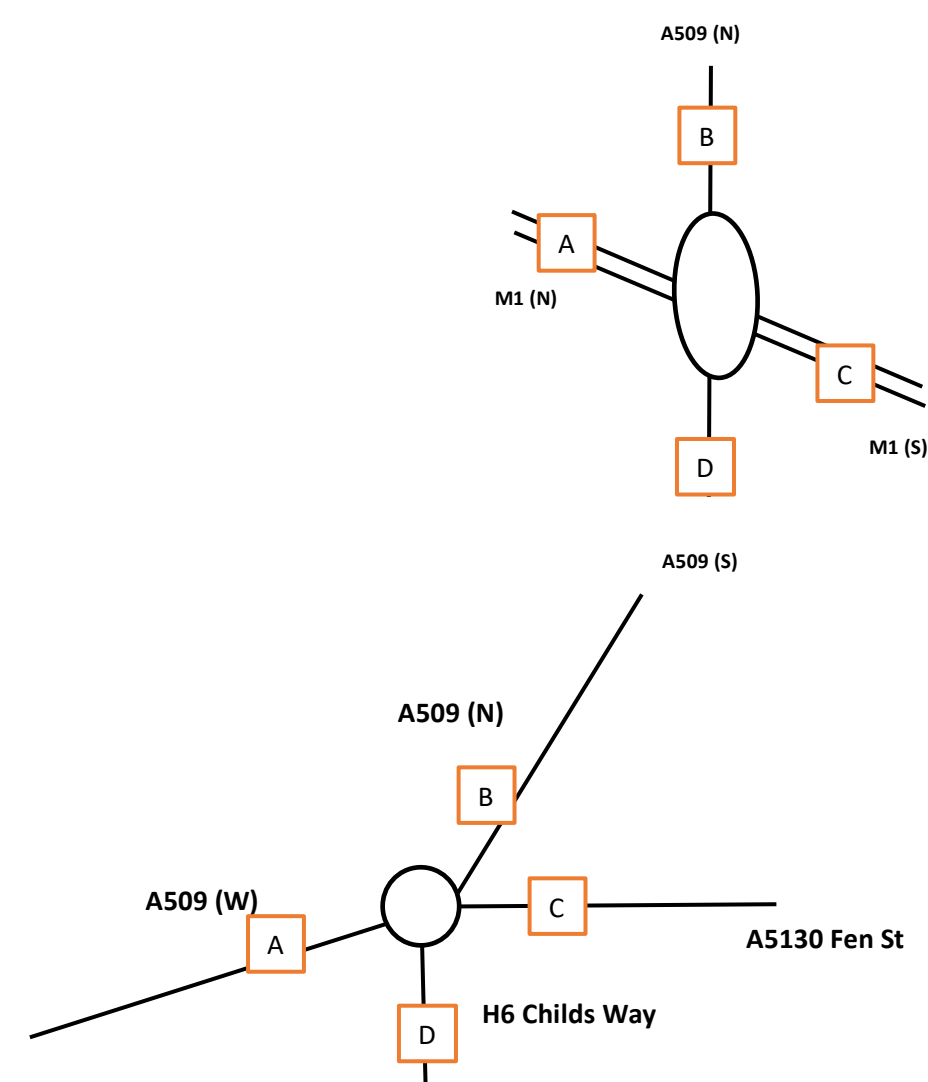 A509 (N)
B
A
M1 (N)
C
M1 (S)
D
A509 (S)
A509 (N)
B
A509 (W)
A
C
A5130 Fen St
H6 Childs Way
D